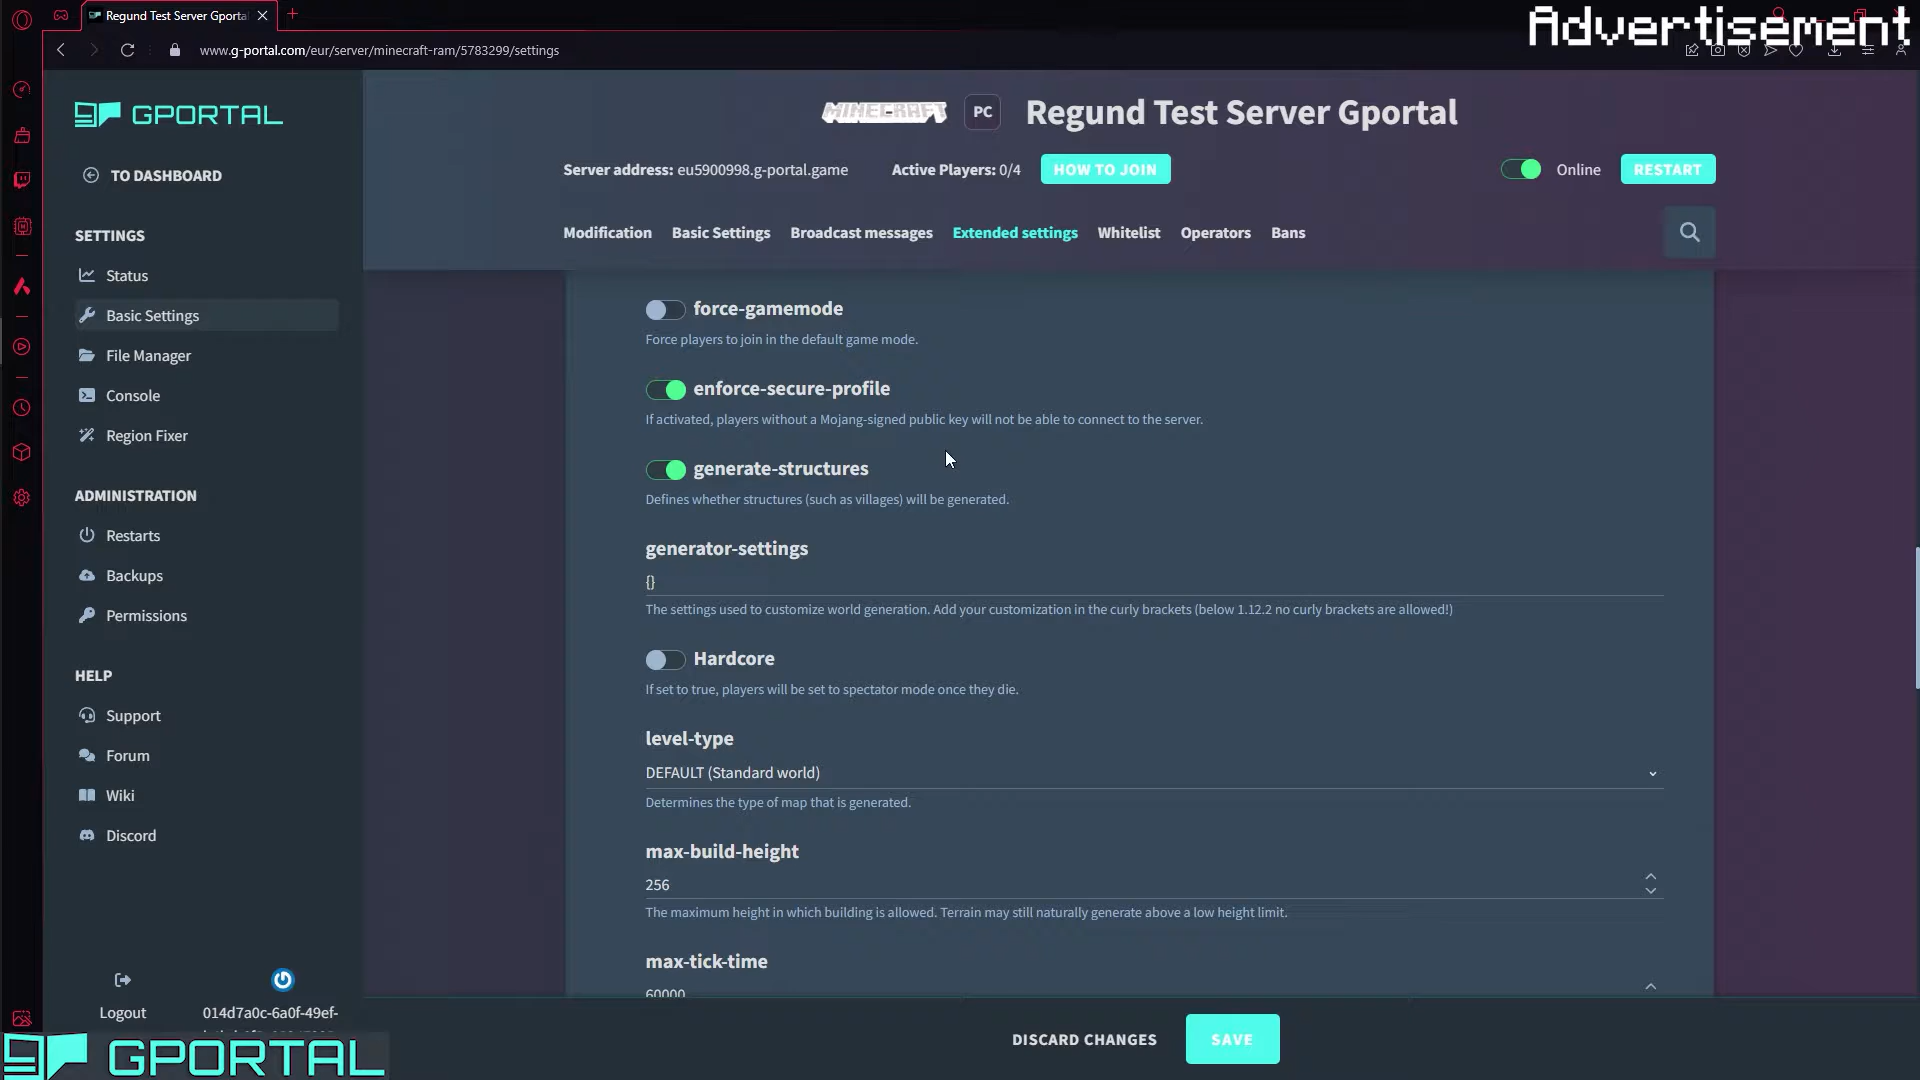 Regund Test Server Gporta
Advertisement
www.g-portal.com/eur/server/minecraft-ram/5783299/settings
GPORTAL
MINECRAFT
PC
Regund Test Server Gportal
TO DASHBOARD
Server address: eu5900998.g-portal.game
Active Players: 0/4
HOW TO JOIN
Online
RESTART
SETTINGS
Modification
Basic Settings
Broadcast messages
Extended settings
Whitelist
Operators
Bans
Status
Basic Settings
File Manager
Console
Region Fixer
ADMINISTRATION
Restarts
Backups
Permissions
HELP
Support
Forum
Wiki
Discord
force-gamemode
Force players to join in the default game mode.
enforce-secure-profile
If activated, players without a Mojang-signed public key will not be able to connect to the server.
generate-structures
Defines whether structures (such as villages) will be generated.
generator-settings
{}
The settings used to customize world generation. Add your customization in the curly brackets (below 1.12.2 no curly brackets are allowed!)
Hardcore
If set to true, players will be set to spectator mode once they die.
level-type
DEFAULT (Standard world)
Determines the type of map that is generated.
max-build-height
256
The maximum height in which building is allowed. Terrain may still naturally generate above a low height limit.
max-tick-time
60000
Logout
014d7a0c-6a0f-49ef-
DISCARD CHANGES
SAVE
GPORTAL